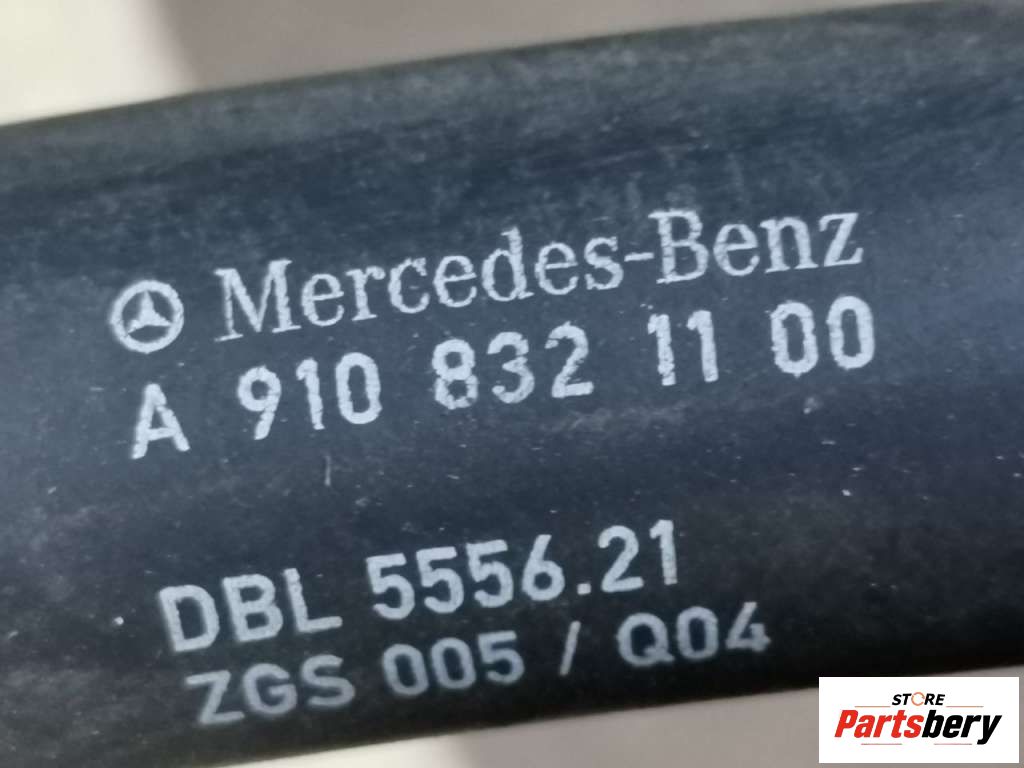 Mercedes-Benz
A 910 832 11 00
DBL 5556.21
ZGS 005 / Q04
STORE
Partsbery